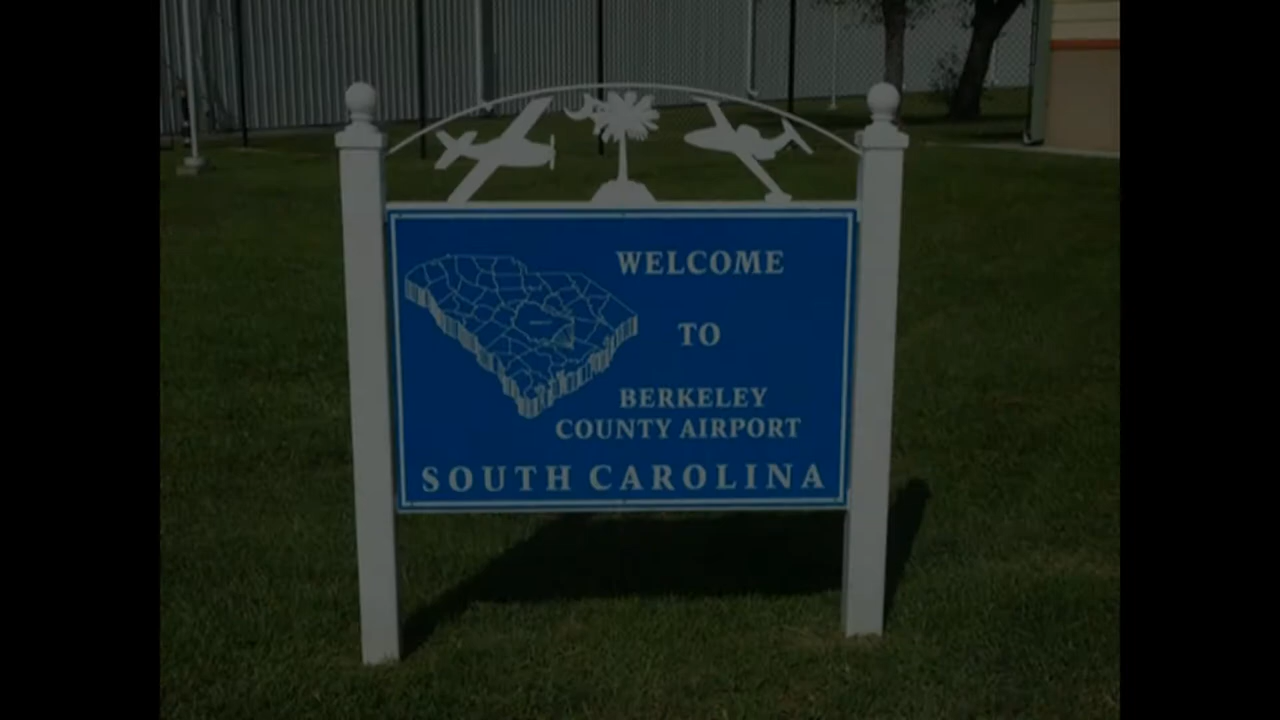 WELCOME
TO
BERKELEY
COUNTY AIRPORT
SOUTH CAROLINA